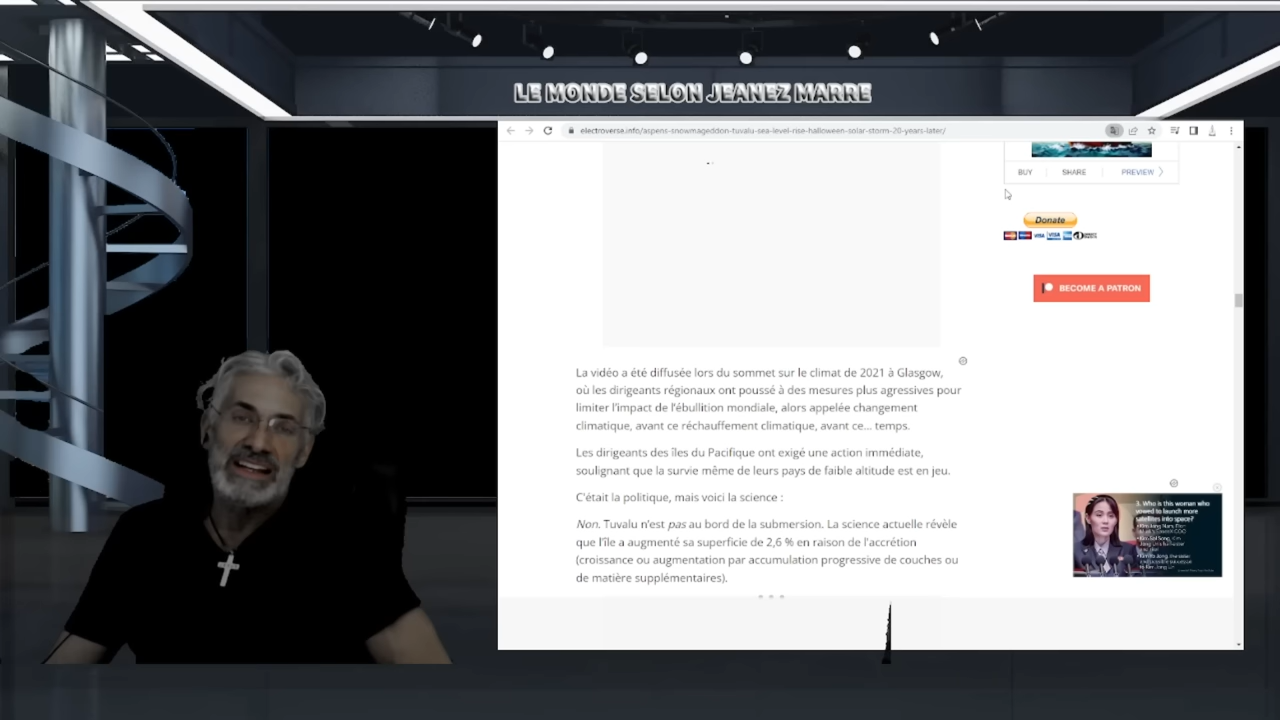 LE MONDE SELON JEANEZ MARRE
electroverse.info/aspens-snowmageddon-tuvalu-sea-level-rise-halloween-solar-storm-20-years-later/
BUY SHARE PREVIEW
Donate
BECOME A PATRON
La vidéo a été diffusée lors du sommet sur le climat de 2021 à Glasgow,
où les dirigeants régionaux ont poussé à des mesures plus agressives pour
limiter l'impact de l'ébullition mondiale, alors appelée changement
climatique, avant ce réchauffement climatique, avant ce... temps.
Les dirigeants des îles du Pacifique ont exigé une action immédiate,
soulignant que la survie même de leurs pays de faible altitude est en jeu.
C'était la politique, mais voici la science :
Non. Tuvalu n'est pas au bord de la submersion. La science actuelle révèle
que l'île a augmenté sa superficie de 2,6 % en raison de l'accrétion
(croissance ou augmentation par accumulation progressive de couches ou
de matière supplémentaires).
3. Who is this woman who
vowed to launch more
satellites into space?